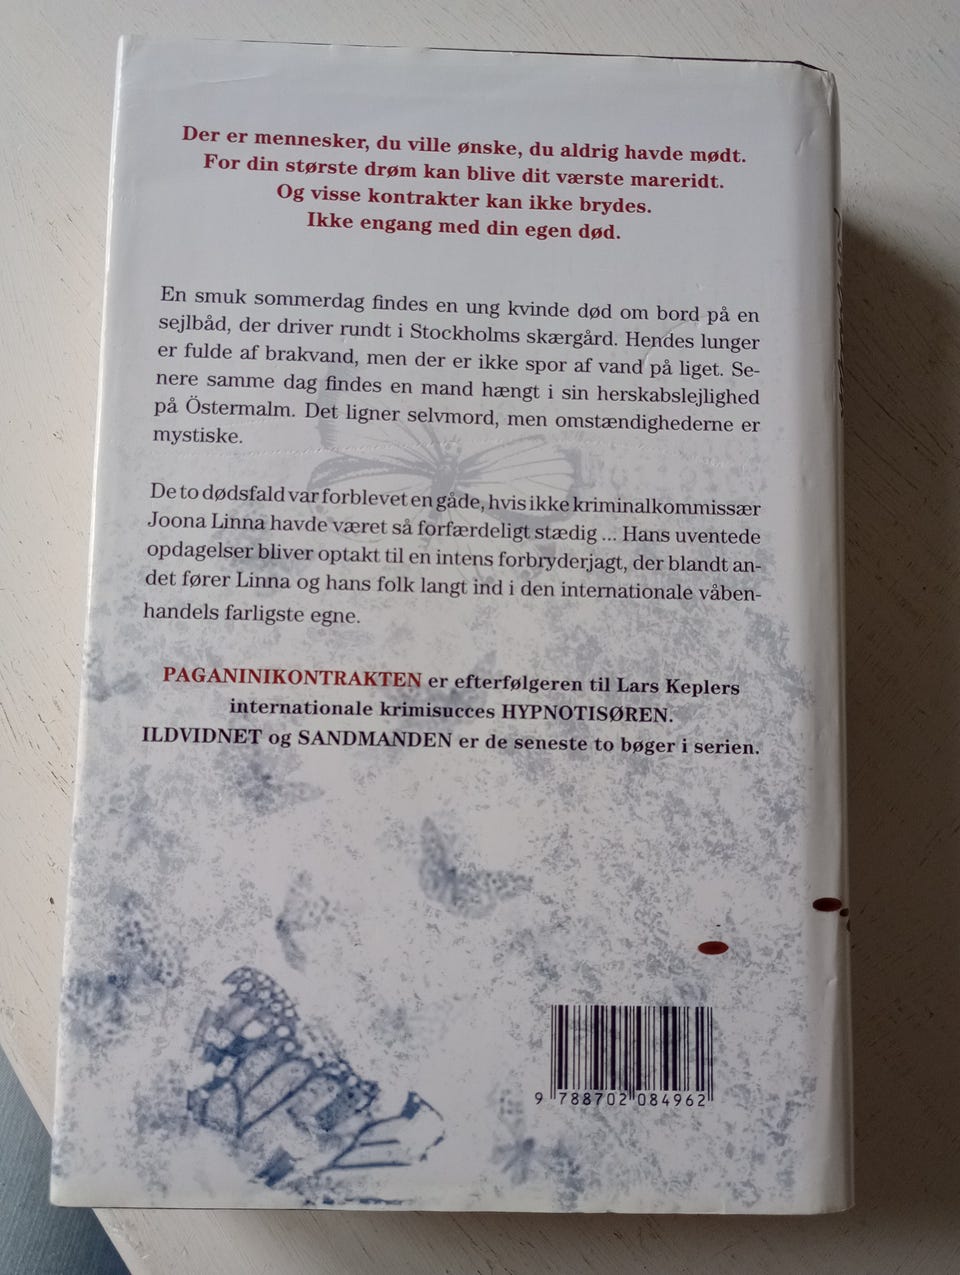 Der er mennesker, du ville ønske, du aldrig havde mødt.
For din største drøm kan blive dit værste mareridt.
Og visse kontrakter kan ikke brydes.
Ikke engang med din egen død.
En smuk sommerdag findes en ung kvinde død om bord på en
sejlbåd, der driver rundt i Stockholms skærgård. Hendes lunger
er fulde af brakvand, men der er ikke spor af vand på liget. Se-
nere samme dag findes en mand hængt i sin herskabslejlighed
på Östermalm. Det ligner selvmord, men omstændighederne er
mystiske.
De to dødsfald var forblevet en gåde, hvis ikke kriminalkommissær
Joona Linna havde været så forfærdeligt stædig ... Hans uventede
opdagelser bliver optakt til en intens forbryderjagt, der blandt an-
det fører Linna og hans folk langt ind i den internationale våben-
handels farligste egne.
PAGANINIKONTRAKTEN er efterfølgeren til Lars Keplers
internationale krimisucces HYPNOTISØREN.
ILDVIDNET og SANDMANDEN er de seneste to bøger i serien.
9 788702 084962